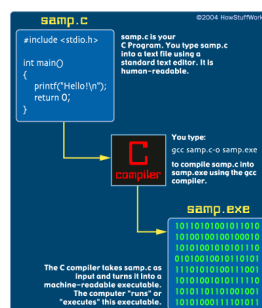 samp.c
©2004 HowStuffWork
#include <stdio.h>
int main()
{
printf("Hello!\n");
return 0;
}
samp.c is your
C Program. You type samp.c
into a text file using a
standard text editor. It is
human-readable.
C
compiler
You type:
gcc samp.c-o samp.exe
to compile samp.c into
samp.exe using the gcc
compiler.
samp.exe
The C compiler takes samp.c as
input and turns it into a
machine-readable executable.
The computer "runs" or
"executes" this executable.